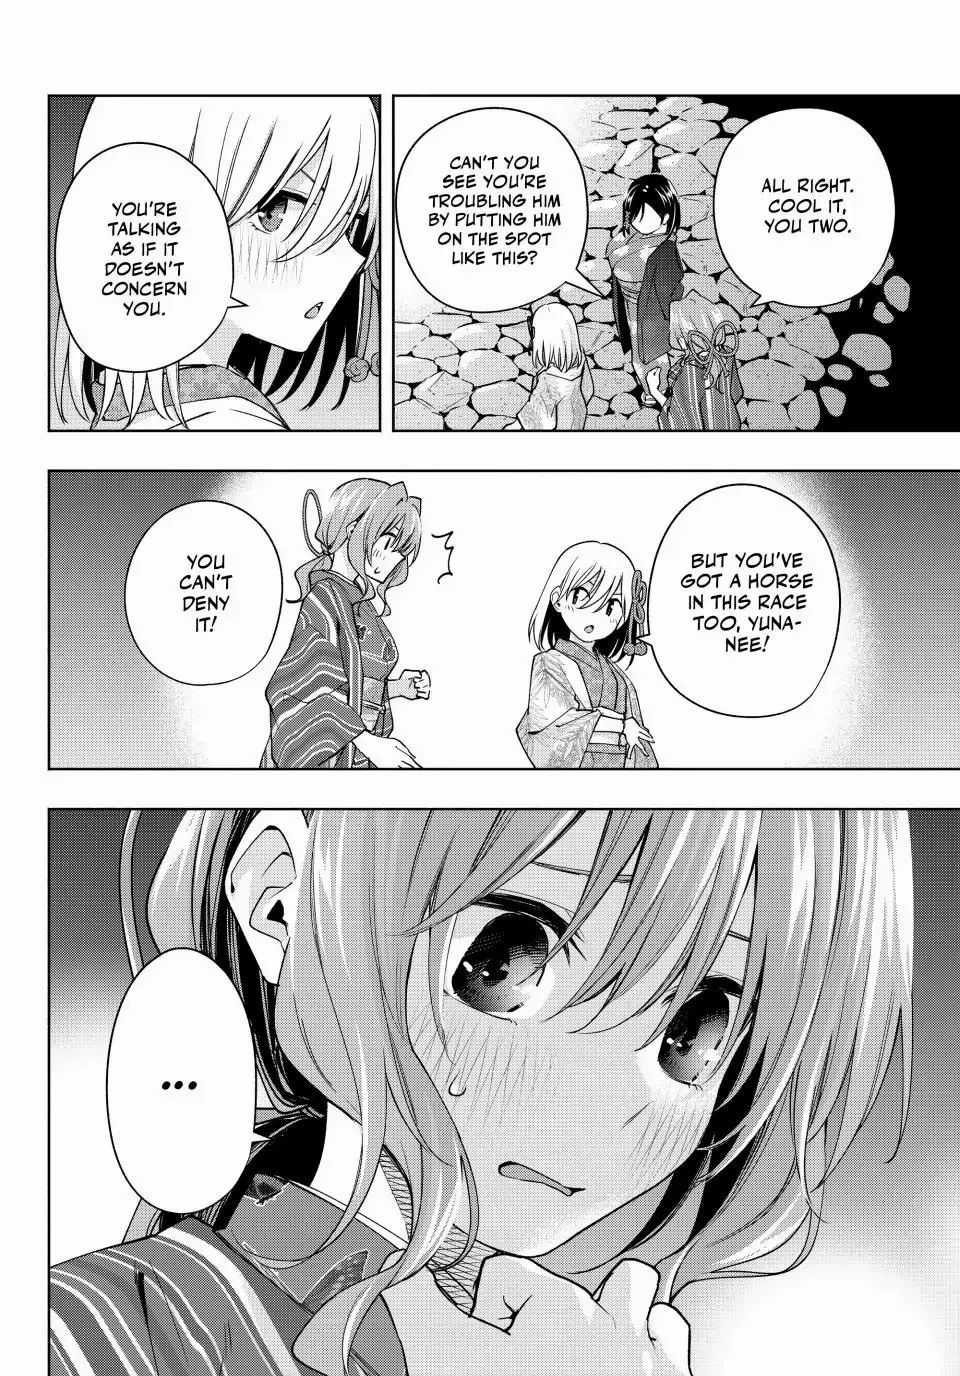 ALL RIGHT.
COOL IT,
YOU TWO.
CAN'T YOU
SEE YOU'RE
TROUBLING HIM
BY PUTTING HIM
ON THE SPOT
LIKE THIS?
YOU'RE
TALKING
AS IF IT
DOESN'T
CONCERN
YOU.
BUT YOU'VE
GOT A HORSE
IN THIS RACE
TOO, YUNA-
NEE!
YOU
CAN'T
DENY
IT!
...